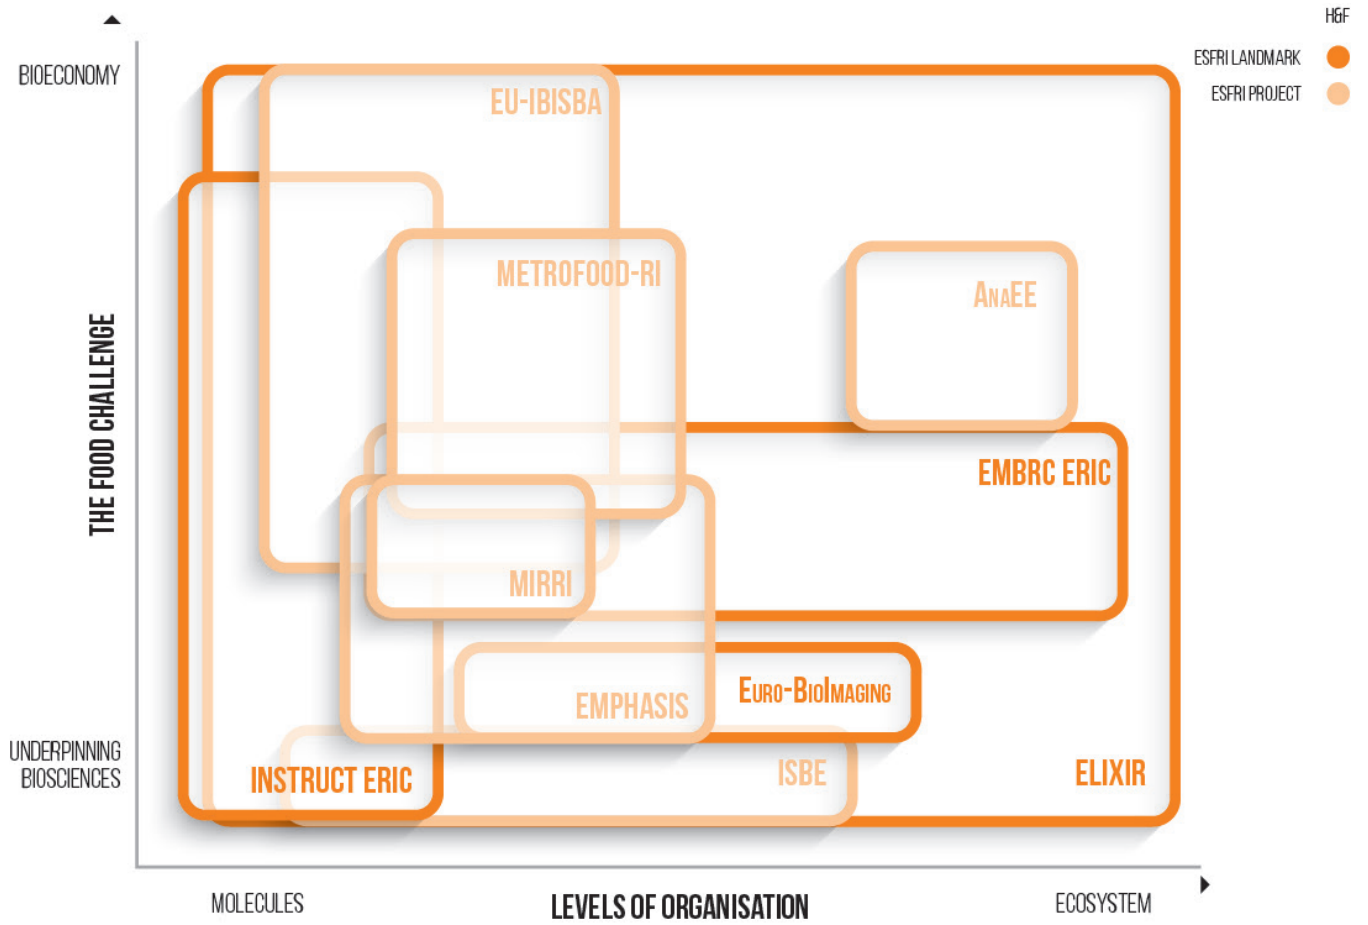 H&F
ESFRI LANDMARK
ESFRI PROJECT
BIOECONOMY
EU-IBISBA
METROFOOD-RI
AnaEE
THE FOOD CHALLENGE
EMBRC ERIC
MIRRI
Euro-BioImaging
EMPHASIS
UNDERPINNING
BIOSCIENCES
INSTRUCT ERIC
ISBE
ELIXIR
MOLECULES
LEVELS OF ORGANISATION
ECOSYSTEM